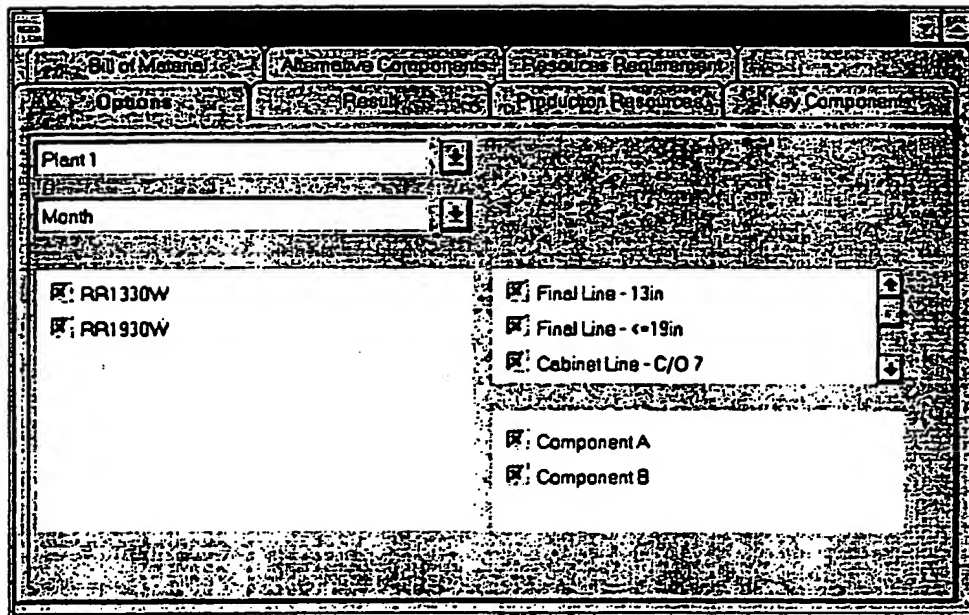 Bill of Material Alternative Components Resources Requirement
Options Result Production Resources Key Components
Plant 1
Month
RR1330W
RR1930W
Final Line - 13in
Final Line - <=19in
Cabinet Line - C/O 7
Component A
Component B